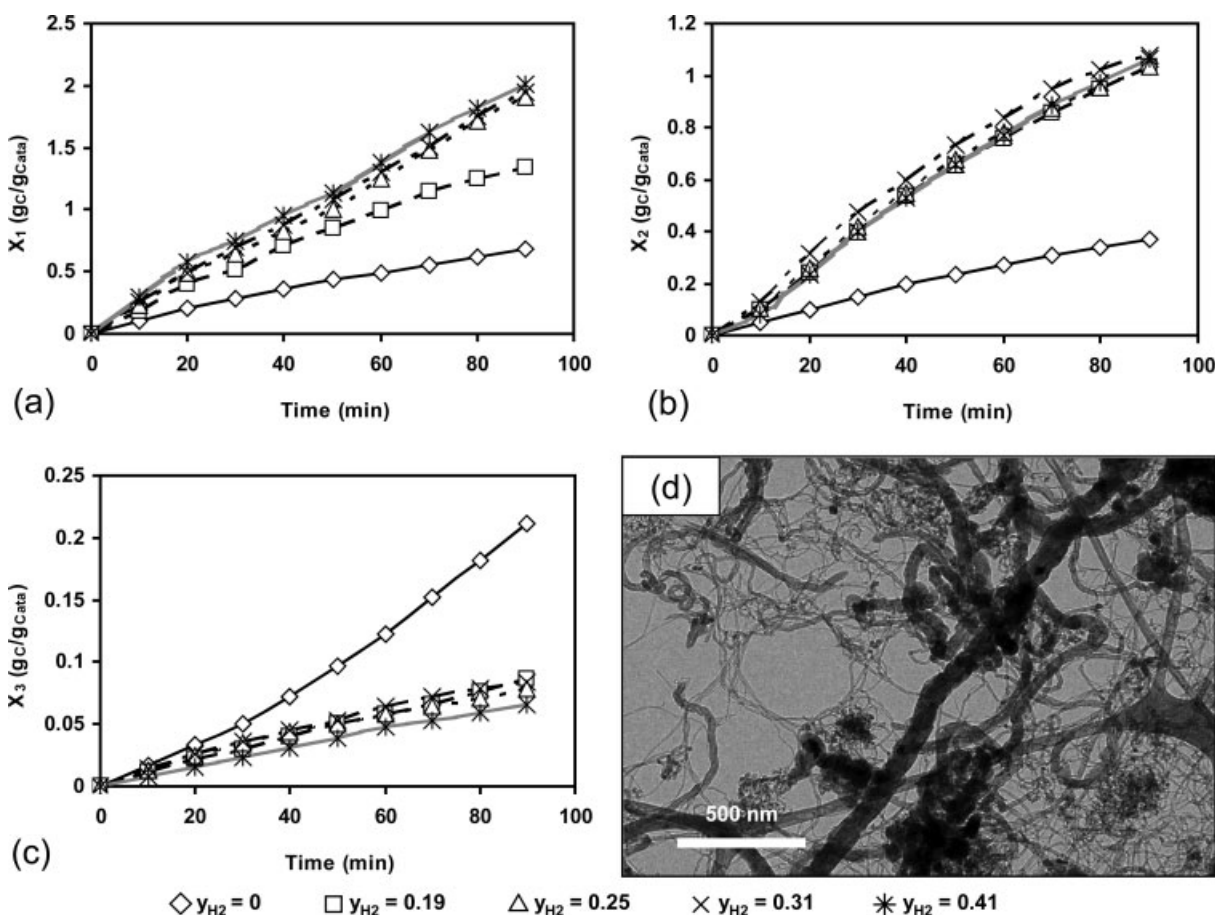 2.5
2
1.5
1
0.5
0
X1 (gC/gCata)
0 20 40 60 80 100
Time (min)
(a)
1.2
1
0.8
0.6
0.4
0.2
0
X2 (gC/gCata)
0 20 40 60 80 100
Time (min)
(b)
0.25
0.2
0.15
0.1
0.05
0
X3 (gC/gCata)
0 20 40 60 80 100
Time (min)
(c)
(d)
500 nm
yH2 = 0 yH2 = 0.19 yH2 = 0.25 yH2 = 0.31 yH2 = 0.41